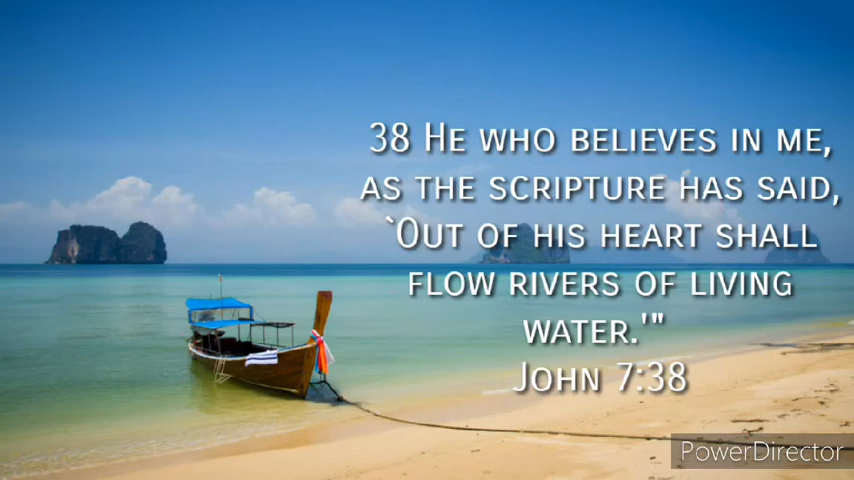 38 He who believes in me,
as the scripture has said,
`Out of his heart shall
flow rivers of living
water.'"
John 7:38
PowerDirector